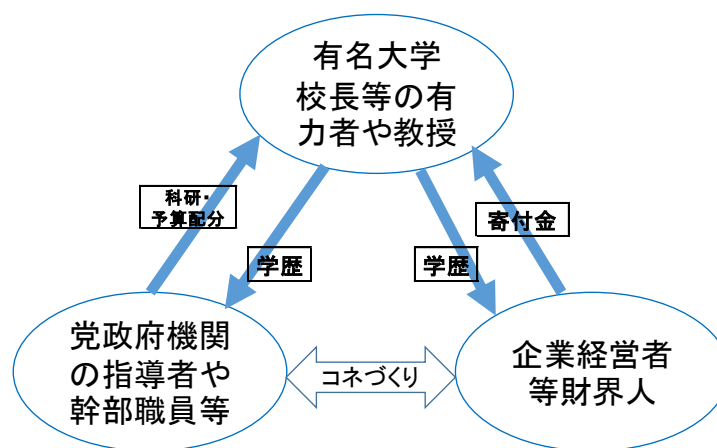 有名大学
校長等の有
力者や教授
科研・
予算配分
学歴
学歴
寄付金
党政府機関
の指導者や
幹部職員等
コネづくり
企業経営者
等財界人